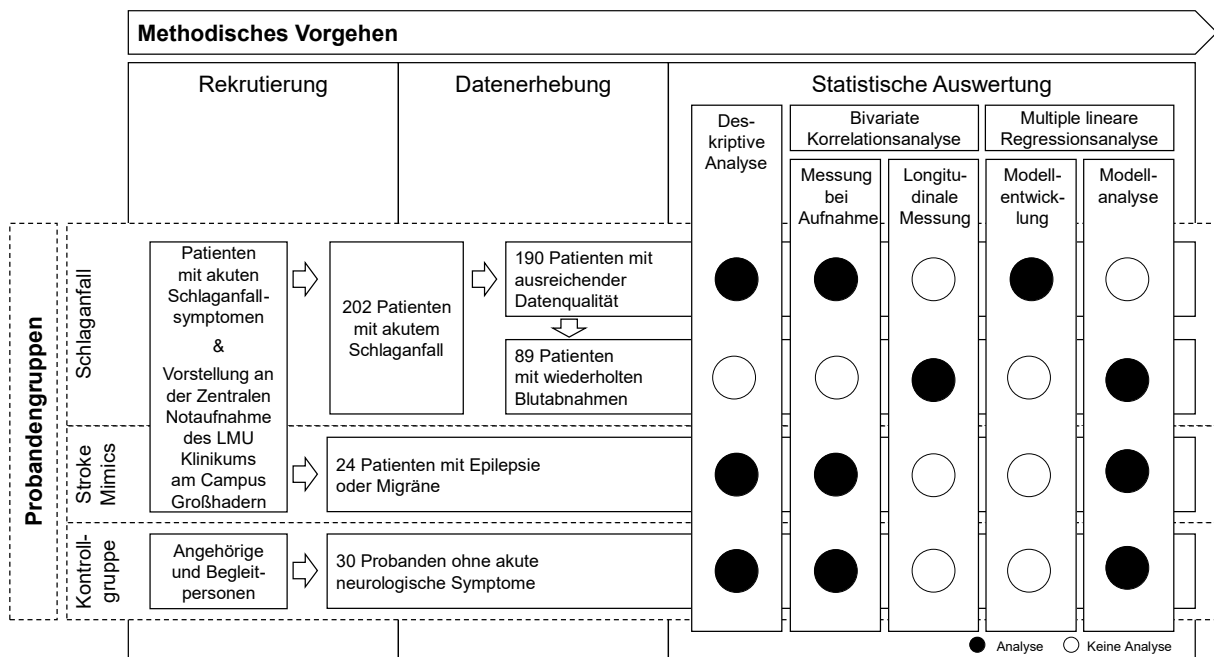 Methodisches Vorgehen
Rekrutierung
Datenerhebung
Statistische Auswertung
Des-
kriptive
Analyse
Bivariate
Korrelationsanalyse
Multiple lineare
Regressionsanalyse
Messung
bei
Aufnahme
Longitu-
dinale
Messung
Modell-
entwick-
lung
Modell-
analyse
Probandengruppen
Schlaganfall
Patienten
mit akuten
Schlaganfall-
symptomen
&
Vorstellung an
der Zentralen
Notaufnahme
des LMU
Klinikums
am Campus
Großhadern
202 Patienten
mit akutem
Schlaganfall
190 Patienten mit
ausreichender
Datenqualität
89 Patienten
mit wiederholten
Blutabnahmen
Stroke
Mimics
24 Patienten mit Epilepsie
oder Migräne
Kontroll-
gruppe
Angehörige
und Begleit-
personen
30 Probanden ohne akute
neurologische Symptome
Analyse
Keine Analyse